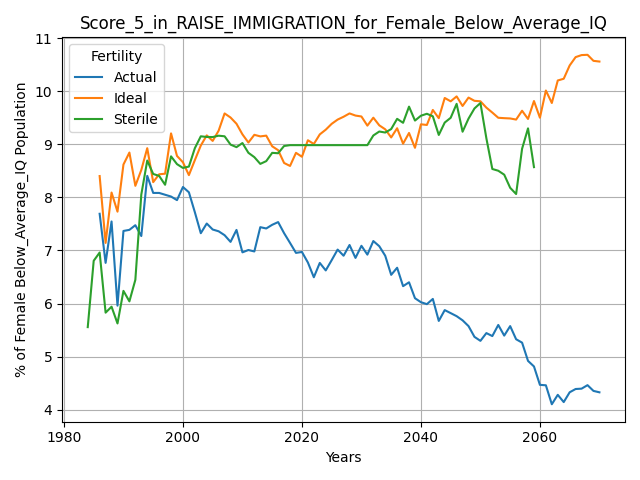 Score_5_in_RAISE_IMMIGRATION_for_Female_Below_Average_IQ
Fertility
Actual
Ideal
Sterile
% of Female Below_Average_IQ Population
11
10
9
8
7
6
5
4
1980
2000
2020
2040
2060
Years